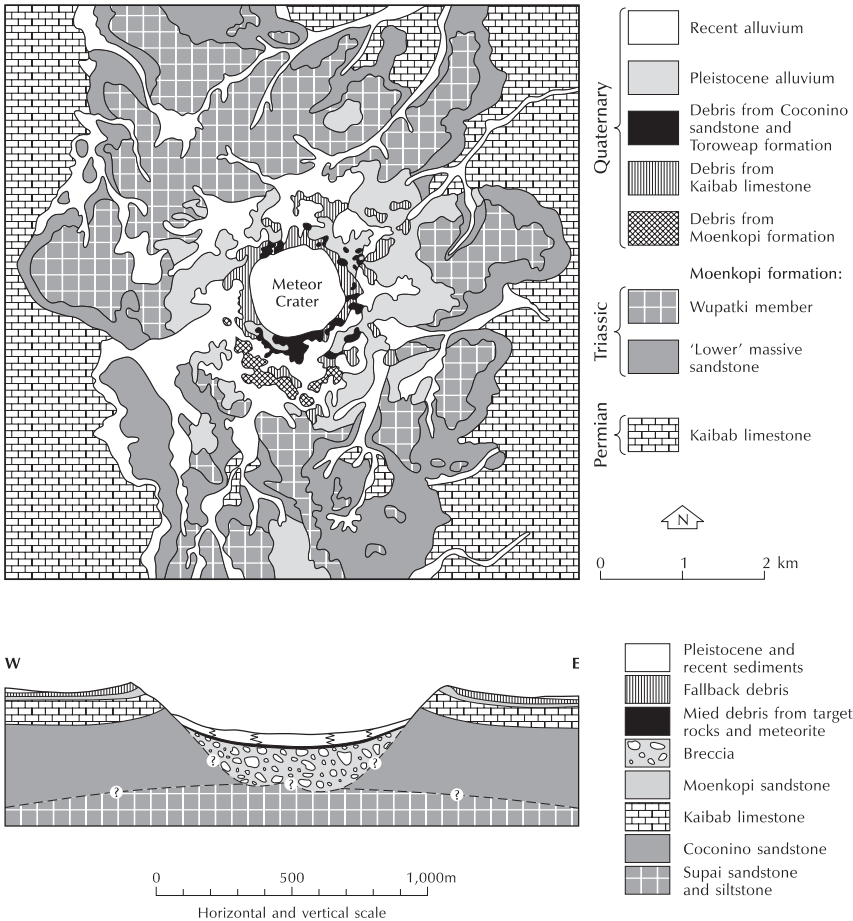 Meteor
Crater
Quaternary
Recent alluvium
Pleistocene alluvium
Debris from Coconino
sandstone and
Toroweap formation
Debris from
Kaibab limestone
Debris from
Moenkopi formation
Triassic
Moenkopi formation:
Wupatki member
‘Lower’ massive
sandstone
Permian
Kaibab limestone
N
0 1 2 km
W
E
? ? ? ? ?
0 500 1,000m
Horizontal and vertical scale
Pleistocene and
recent sediments
Fallback debris
Mied debris from target
rocks and meteorite
Breccia
Moenkopi sandstone
Kaibab limestone
Coconino sandstone
Supai sandstone
and siltstone